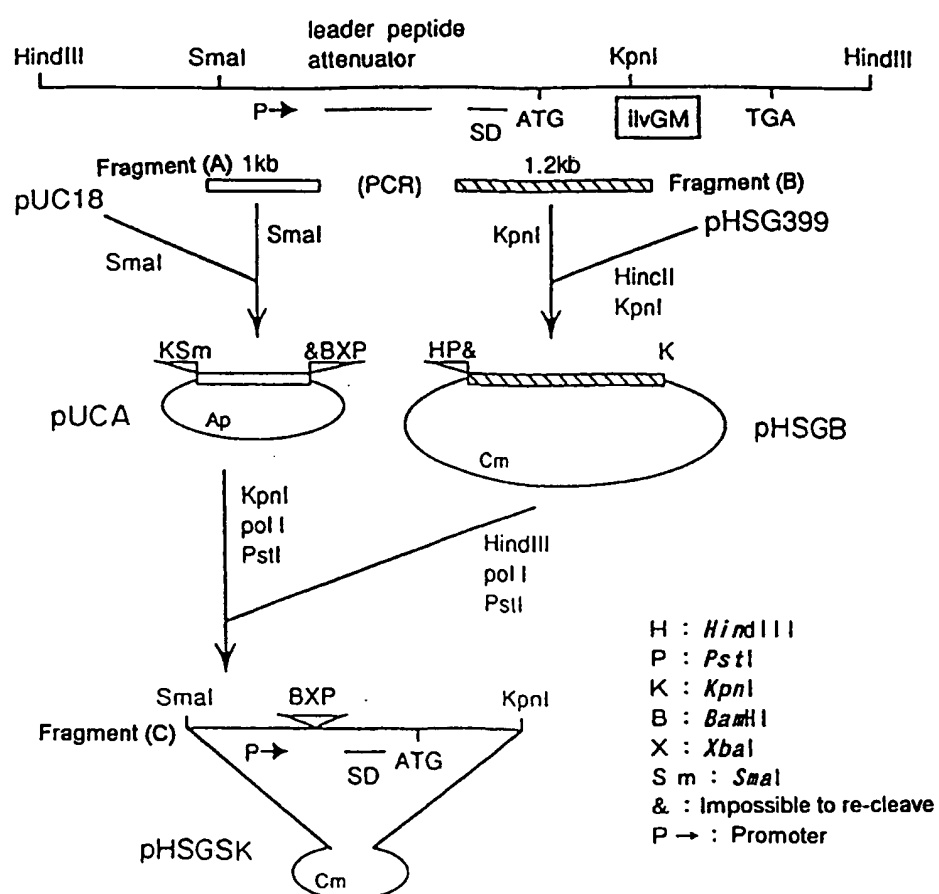 leader peptide
HindIII SmaI attenuator KpnI HindIII
P→ SD ATG ilvGM TGA
Fragment (A) 1kb (PCR) 1.2kb Fragment (B)
pUC18 pHSG399
SmaI SmaI KpnI HincII
KpnI
KSm &BXP HP& K
pUCA Ap Cm pHSGB
KpnI
pol I
PstI
HindIII
pol I
PstI
SmaI BXP KpnI
Fragment (C) P→ SD ATG
pHSGSK Cm
H : HindIII
P : PstI
K : KpnI
B : BamHI
X : XbaI
Sm : SmaI
& : Impossible to re-cleave
P → : Promoter